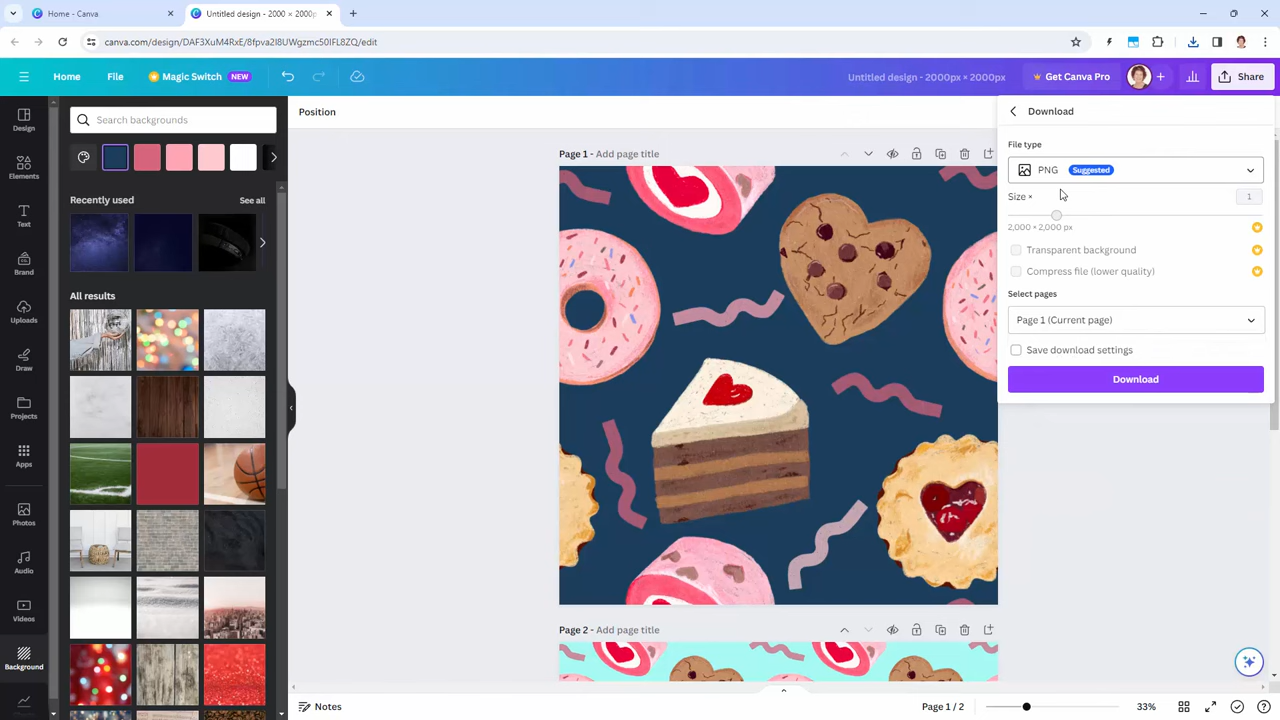 Home - Canva
Untitled design - 2000 × 2000p
canva.com/design/DAF3XuM4RxE/8fpva2I8UWgzmc50IFL8ZQ/edit
Home
File
Magic Switch NEW
Untitled design - 2000px × 2000px
Get Canva Pro
Share
Design
Elements
Text
Brand
Uploads
Draw
Projects
Apps
Photos
Audio
Videos
Background
Search backgrounds
Recently used
See all
All results
Position
Page 1 - Add page title
Page 2 - Add page title
Download
File type
PNG Suggested
Size ×
1
2,000 × 2,000 px
Transparent background
Compress file (lower quality)
Select pages
Page 1 (Current page)
Save download settings
Download
Notes
Page 1 / 2
33%